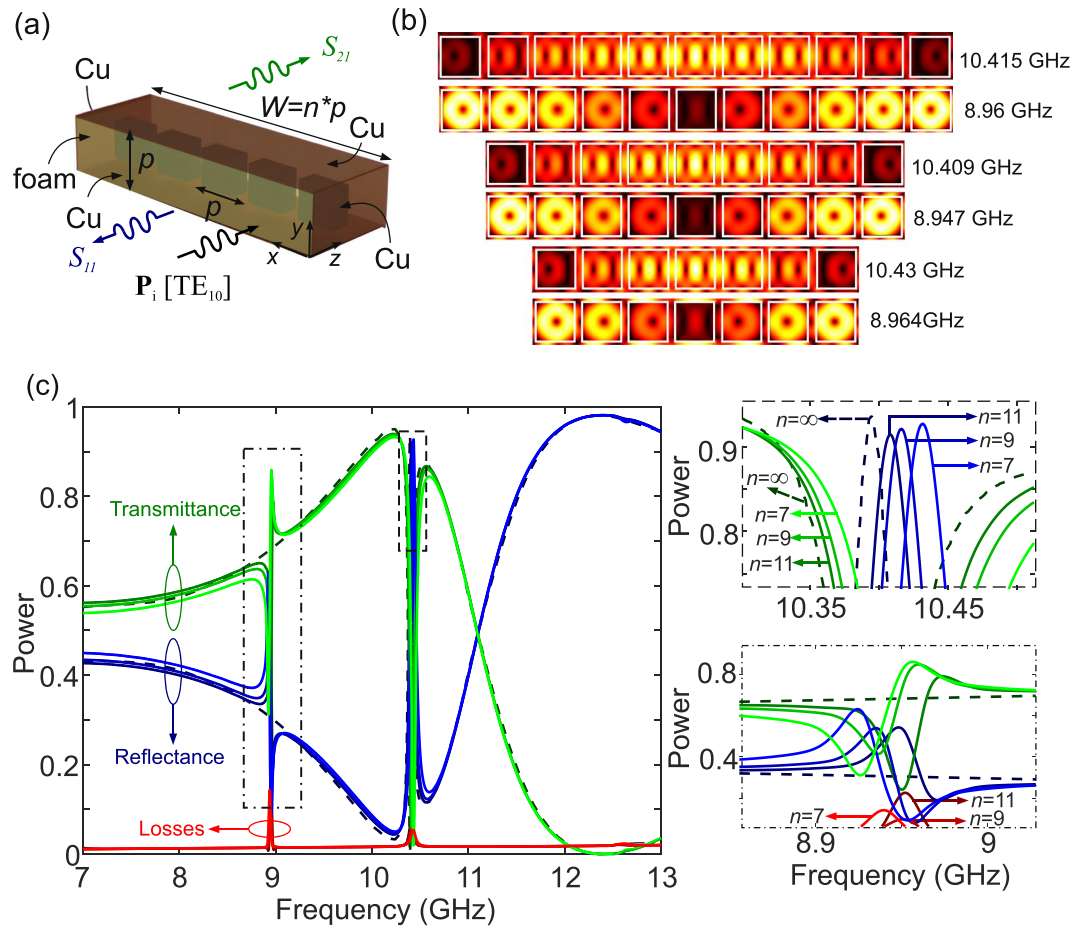 (a)
S21
Cu
W=n*p
Cu
foam
p
p
Cu
S11
y
x
z
Cu
Pi [TE10]
(b)
10.415 GHz
8.96 GHz
10.409 GHz
8.947 GHz
10.43 GHz
8.964GHz
(c)
1
0.8
0.6
0.4
0.2
0
Power
Transmittance
Reflectance
Losses
7 8 9 10 11 12 13
Frequency (GHz)
Power
0.9
0.8
n=∞
n=∞
n=7
n=9
n=11
n=11
n=9
n=7
10.35 10.45
Power
0.8
0.4
n=7
n=11
n=9
8.9 9
Frequency (GHz)